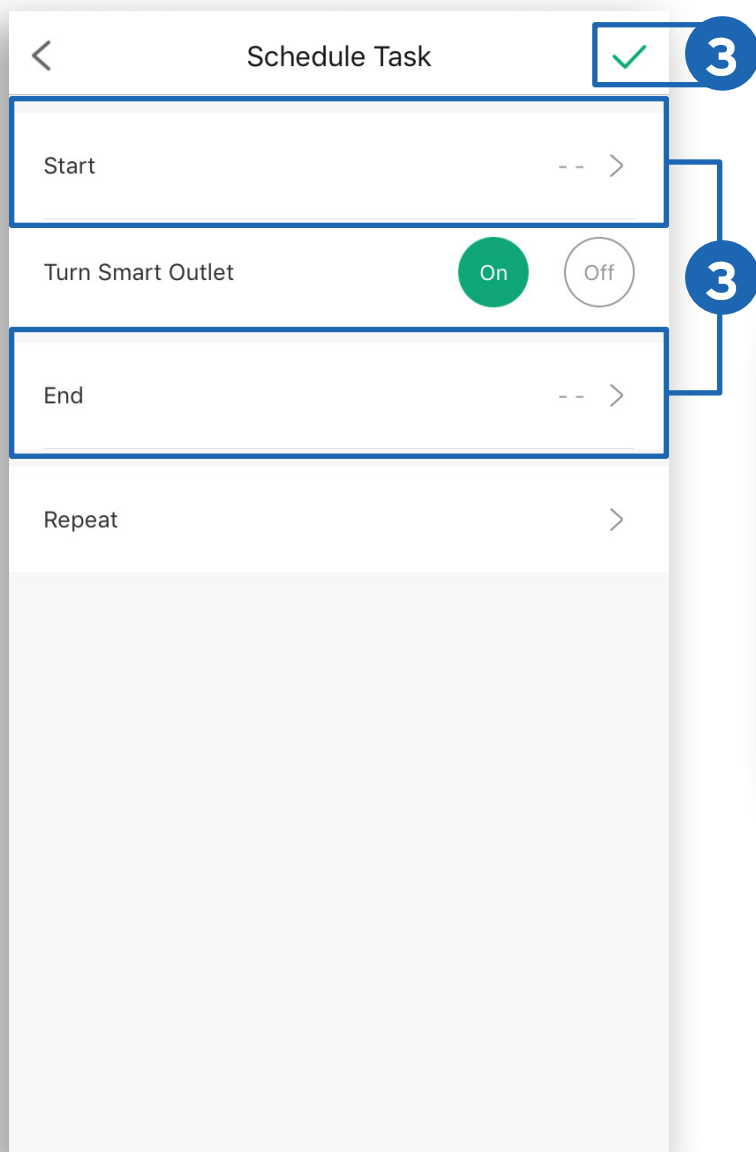 Schedule Task
3
Start -- >
3
Turn Smart Outlet On Off
End -- >
Repeat >